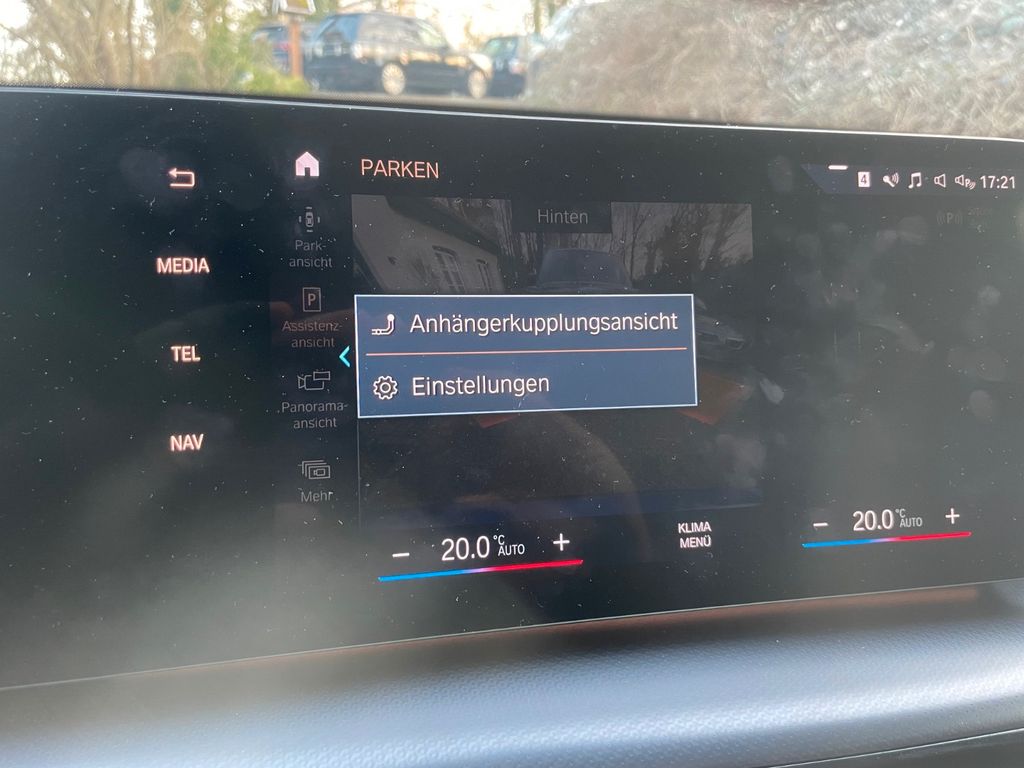 PARKEN
4
17:21
Hinten
(P)
Park-
ansicht
MEDIA
P
Assistenz-
ansicht
Anhängerkupplungsansicht
TEL
Einstellungen
Panorama-
ansicht
NAV
Mehr
- 20.0 °C AUTO +
KLIMA
MENÜ
- 20.0 °C AUTO +